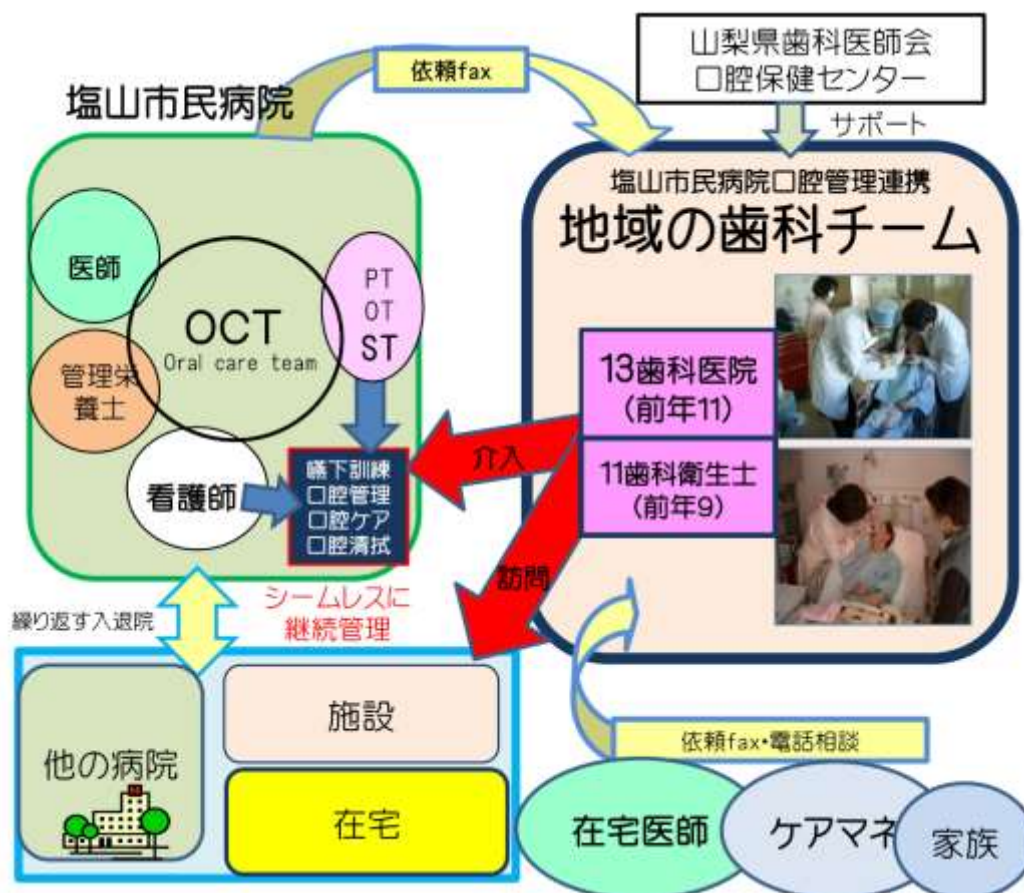 依頼fax
山梨県歯科医師会
口腔保健センター
サポート
塩山市民病院
医師
管理栄
養士
OCT
Oral care team
PT
OT
ST
看護師
嚥下訓練
口腔管理
口腔ケア
口腔清拭
塩山市民病院口腔管理連携
地域の歯科チーム
13歯科医院
(前年11)
11歯科衛生士
(前年9)
介入
訪問
シームレスに
継続管理
繰り返す入退院
他の病院
施設
在宅
依頼fax・電話相談
在宅医師
ケアマネ
家族